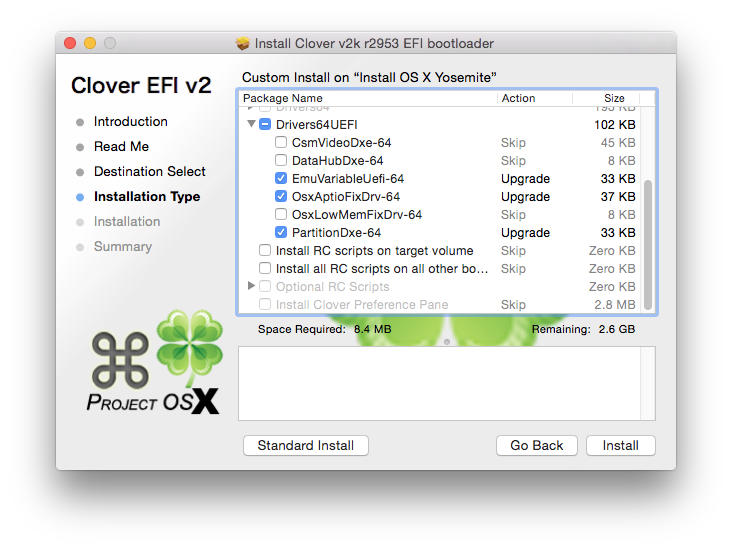 Install Clover v2k r2953 EFI bootloader
Clover EFI v2
Introduction
Read Me
Destination Select
Installation Type
Installation
Summary
PROJECT OSX
Custom Install on “Install OS X Yosemite”
Package Name Action Size
Drivers64 193 KB
Drivers64UEFI 102 KB
CsmVideoDxe-64 Skip 45 KB
DataHubDxe-64 Skip 8 KB
EmuVariableUefi-64 Upgrade 33 KB
OsxAptioFixDrv-64 Upgrade 37 KB
OsxLowMemFixDrv-64 Skip 8 KB
PartitionDxe-64 Upgrade 33 KB
Install RC scripts on target volume Skip Zero KB
Install all RC scripts on all other bo... Skip Zero KB
Optional RC Scripts Zero KB
Install Clover Preference Pane Skip 2.8 MB
Space Required: 8.4 MB Remaining: 2.6 GB
Standard Install Go Back Install